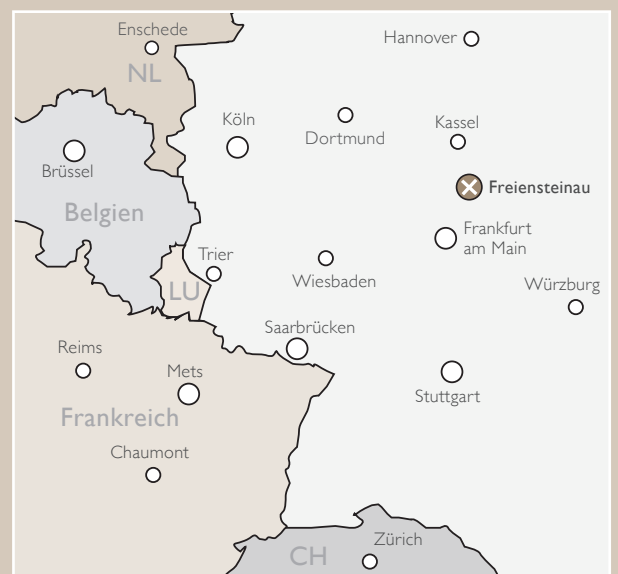 Enschede
NL
Hannover
Köln
Dortmund
Kassel
Brüssel
Freiensteinau
Belgien
Frankfurt
am Main
Trier
Wiesbaden
LU
Würzburg
Saarbrücken
Reims
Mets
Stuttgart
Frankreich
Chaumont
Zürich
CH